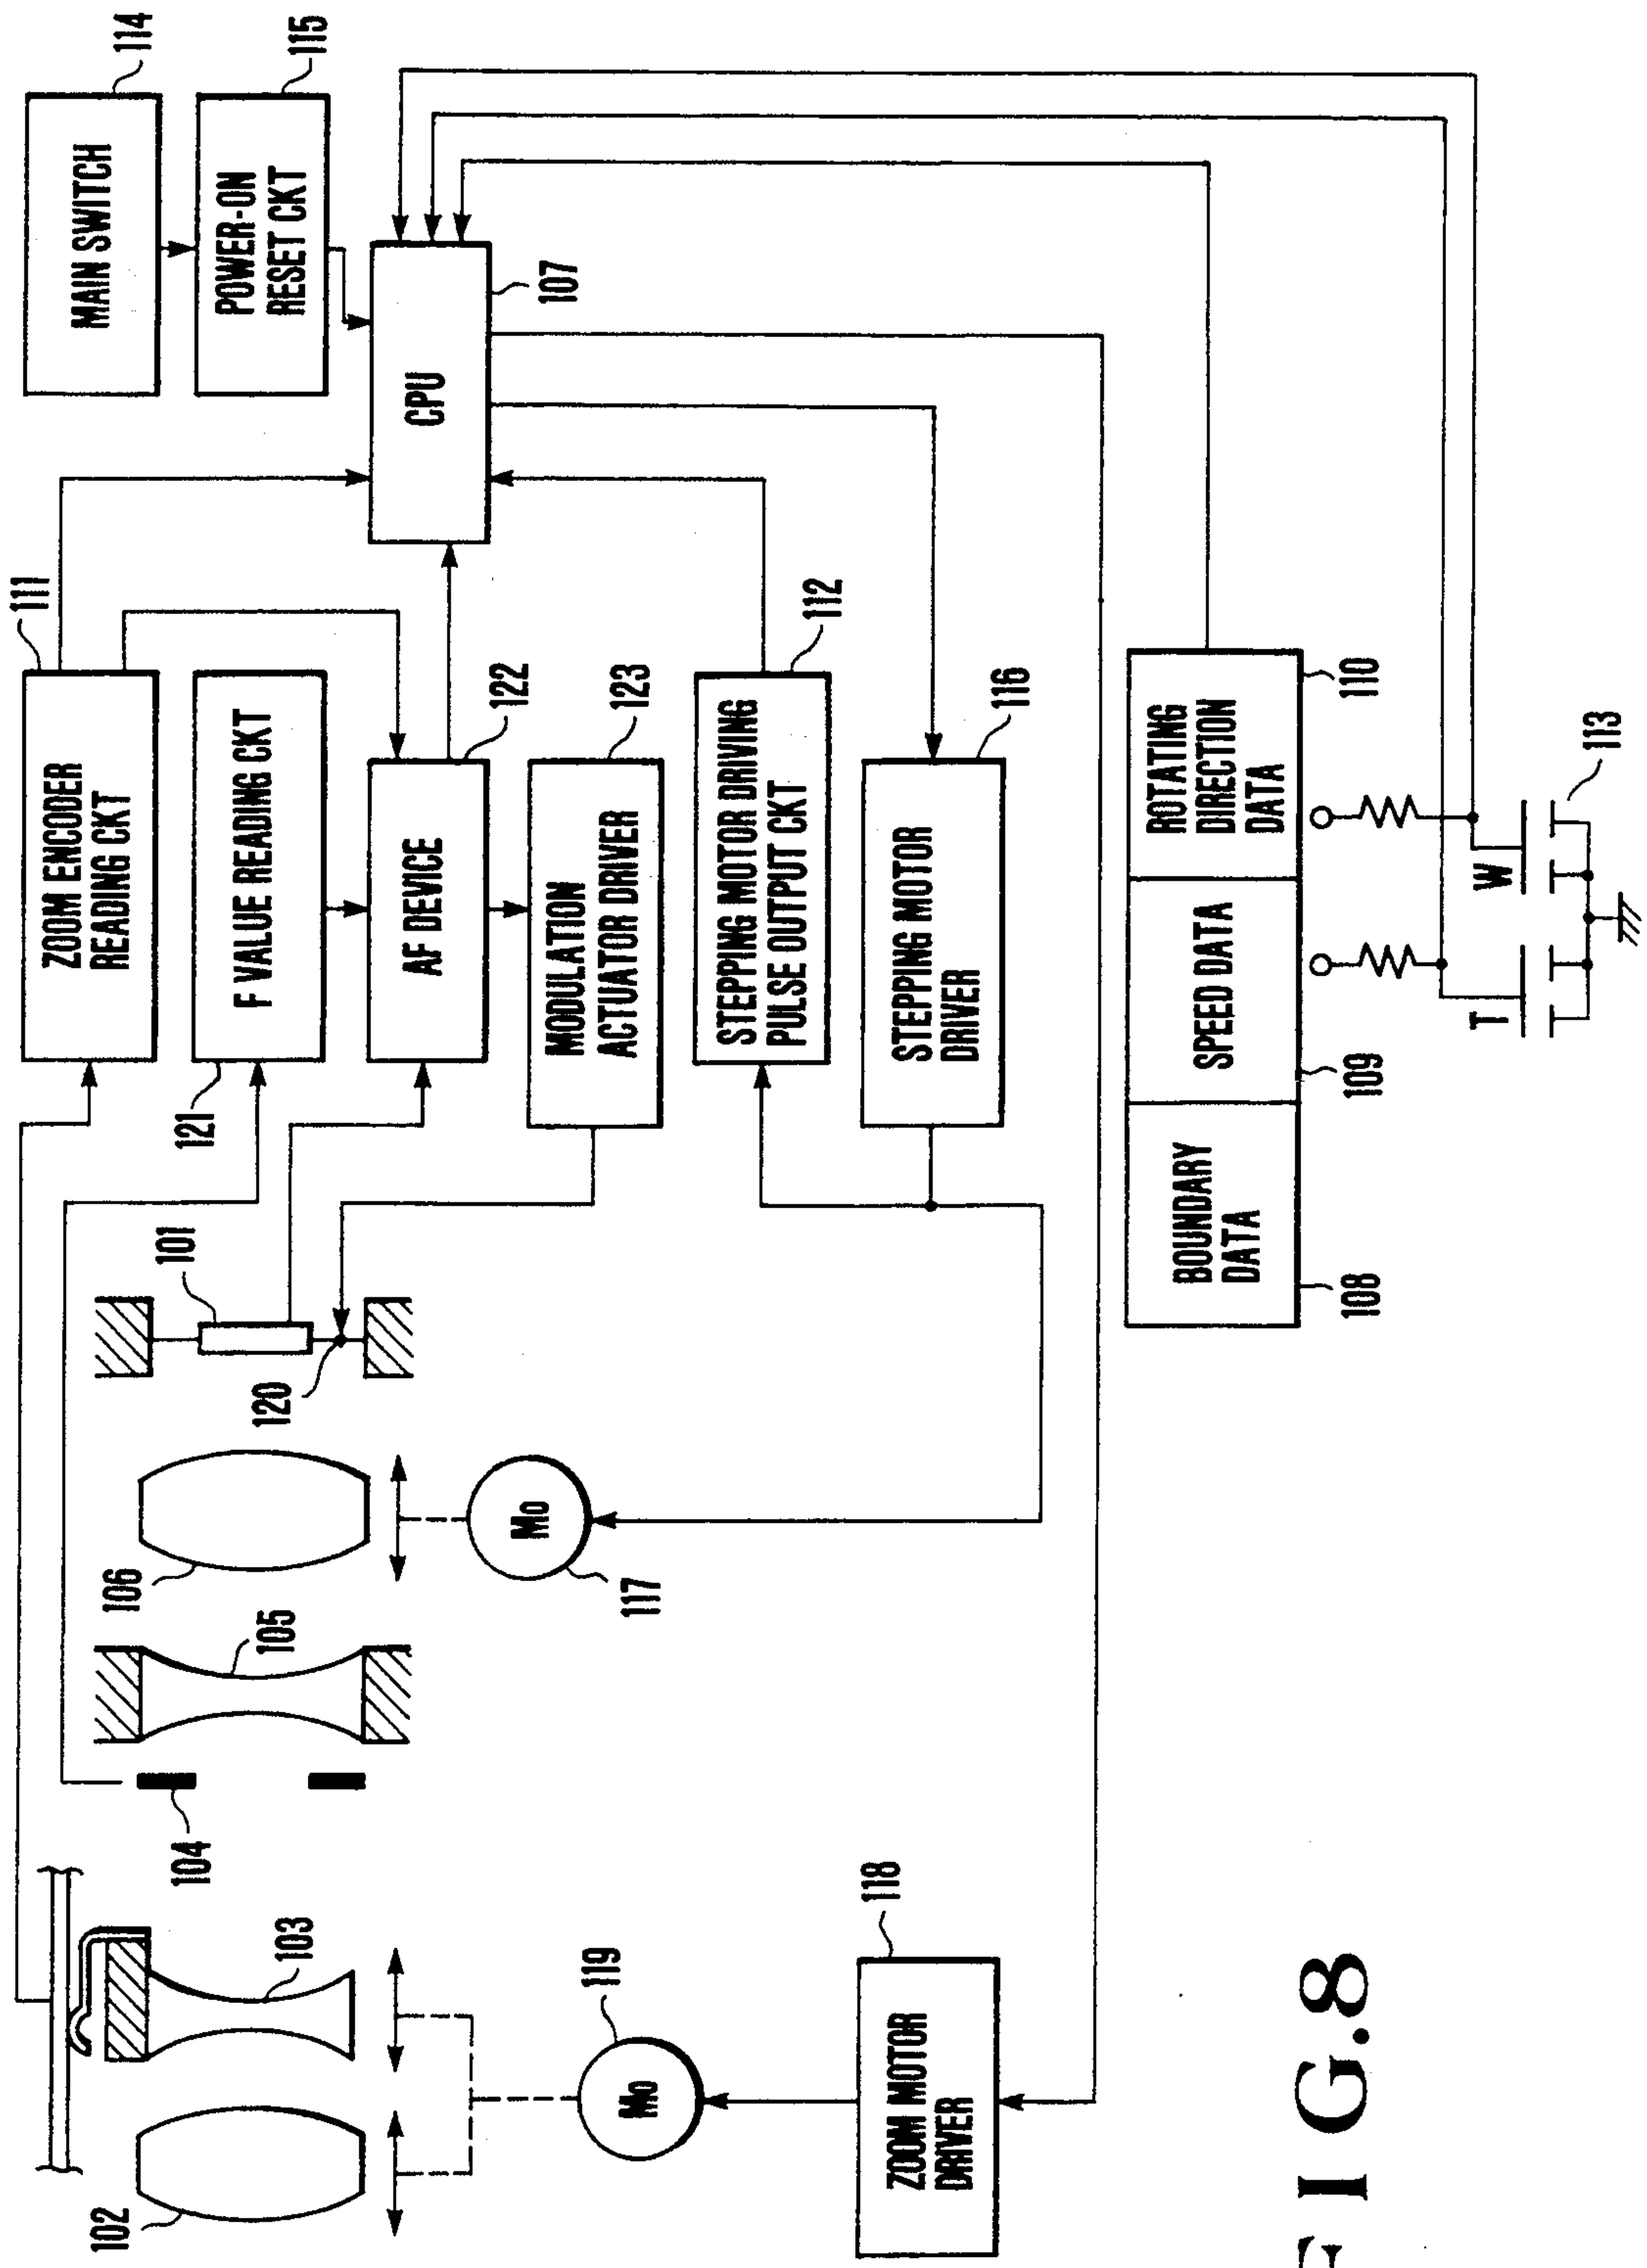 114
MAIN SWITCH
115
POWER-ON
RESET CKT
107
CPU
111
ZOOM ENCODER
READING CKT
121
F VALUE READING CKT
122
AF DEVICE
123
MODULATION
ACTUATOR DRIVER
112
STEPPING MOTOR DRIVING
PULSE OUTPUT CKT
116
STEPPING MOTOR
DRIVER
101
120
106
Mo
117
105
104
103
102
119
Mo
118
ZOOM MOTOR
DRIVER
BOUNDARY
DATA
108
SPEED DATA
109
ROTATING
DIRECTION
DATA
110
T
W
113
FIG.8